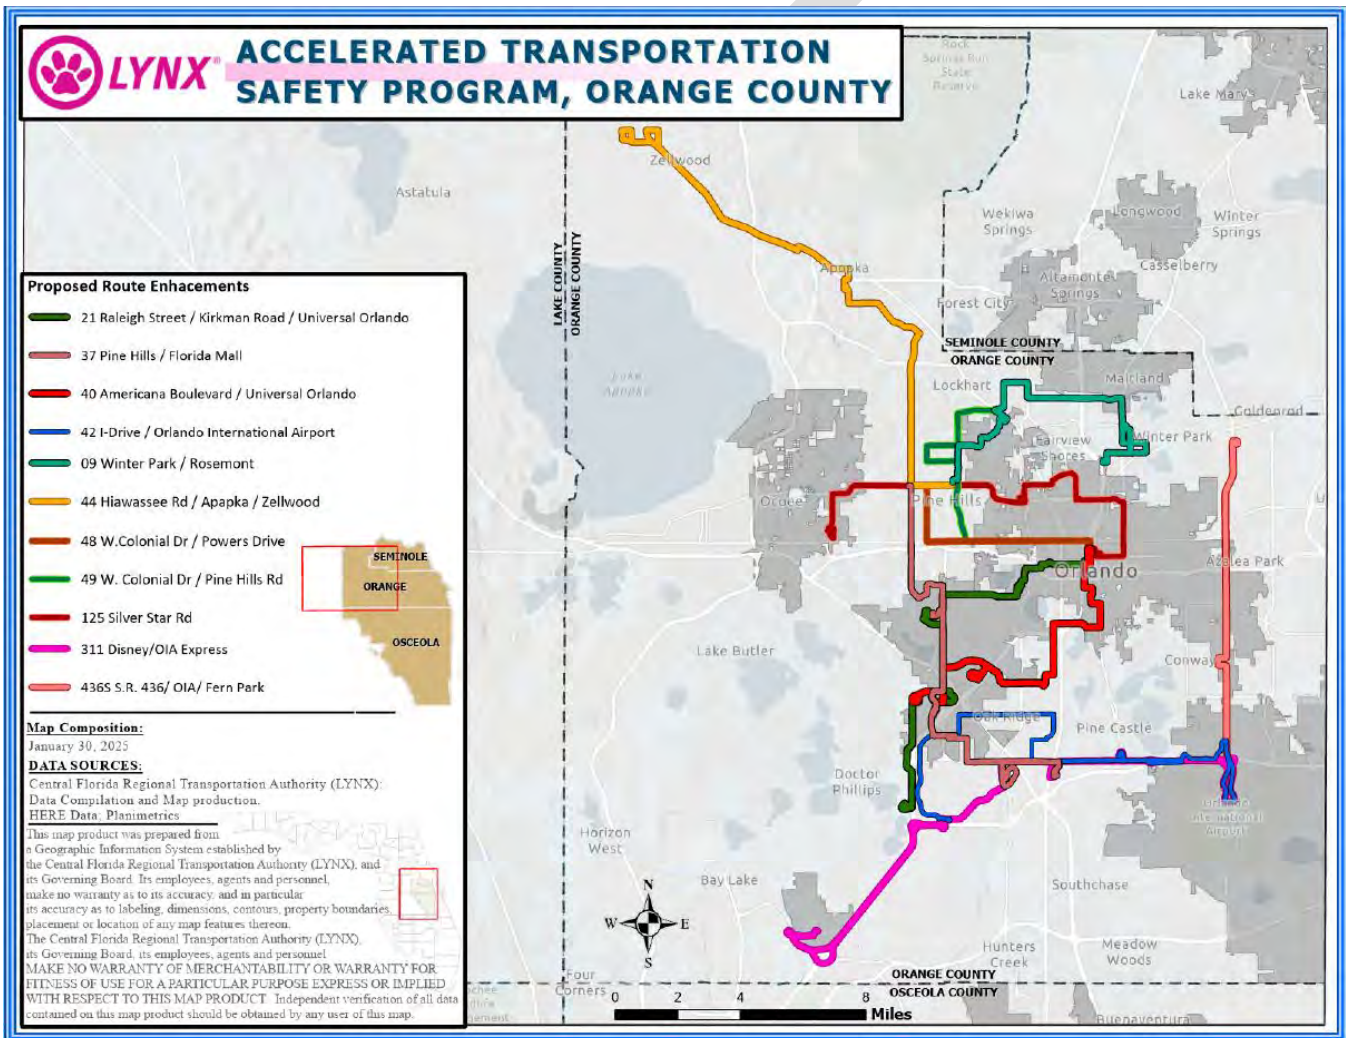 LYNX®
ACCELERATED TRANSPORTATION
SAFETY PROGRAM, ORANGE COUNTY
Rock
Springs Run
State
Reserve
Lake Mary
Zellwood
Astatula
Wekiwa
Springs
Longwood
Winter
Springs
Casselberry
Apopka
Altamonte
Springs
Forest City
LAKE COUNTY
ORANGE COUNTY
SEMINOLE COUNTY
ORANGE COUNTY
Lake
Apopka
Lockhart
Maitland
Goldenrod
Fairview
Shores
Winter Park
Ocoee
Pine Hills
Orlando
Azalea Park
Lake Butler
Conway
Oak Ridge
Pine Castle
Doctor
Phillips
Orlando
International
Airport
Horizon
West
Bay Lake
Southchase
Hunters
Creek
Meadow
Woods
Four
Corners
ORANGE COUNTY
OSCEOLA COUNTY
Buenaventura
N
W E
S
0 2 4 8
Miles
Proposed Route Enhacements
21 Raleigh Street / Kirkman Road / Universal Orlando
37 Pine Hills / Florida Mall
40 Americana Boulevard / Universal Orlando
42 I-Drive / Orlando International Airport
09 Winter Park / Rosemont
44 Hiawassee Rd / Apapka / Zellwood
48 W.Colonial Dr / Powers Drive
49 W. Colonial Dr / Pine Hills Rd
125 Silver Star Rd
311 Disney/OIA Express
436S S.R. 436/ OIA/ Fern Park
SEMINOLE
ORANGE
OSCEOLA
Map Composition:
January 30, 2025
DATA SOURCES:
Central Florida Regional Transportation Authority (LYNX):
Data Compilation and Map production.
HERE Data; Planimetrics
This map product was prepared from
a Geographic Information System established by
the Central Florida Regional Transportation Authority (LYNX), and
its Governing Board. Its employees, agents and personnel,
make no warranty as to its accuracy, and in particular
its accuracy as to labeling, dimensions, contours, property boundaries,
placement or location of any map features thereon.
The Central Florida Regional Transportation Authority (LYNX),
its Governing Board, its employees, agents and personnel
MAKE NO WARRANTY OF MERCHANTABILITY OR WARRANTY FOR
FITNESS OF USE FOR A PARTICULAR PURPOSE EXPRESS OR IMPLIED
WITH RESPECT TO THIS MAP PRODUCT. Independent verification of all data
contained on this map product should be obtained by any user of this map.